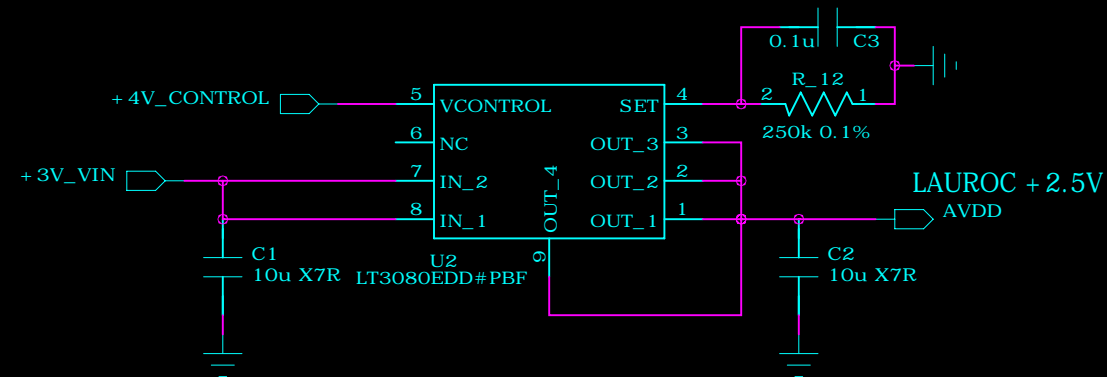 0.1u C3
R_12
+4V_CONTROL 5 VCONTROL SET 4 2 1
250k 0.1%
6 NC OUT_3 3
+3V_VIN 7 IN_2 OUT_2 2 LAUROC +2.5V
8 IN_1 OUT_4 OUT_1 1 AVDD
9
C1 U2 C2
10u X7R LT3080EDD#PBF 10u X7R